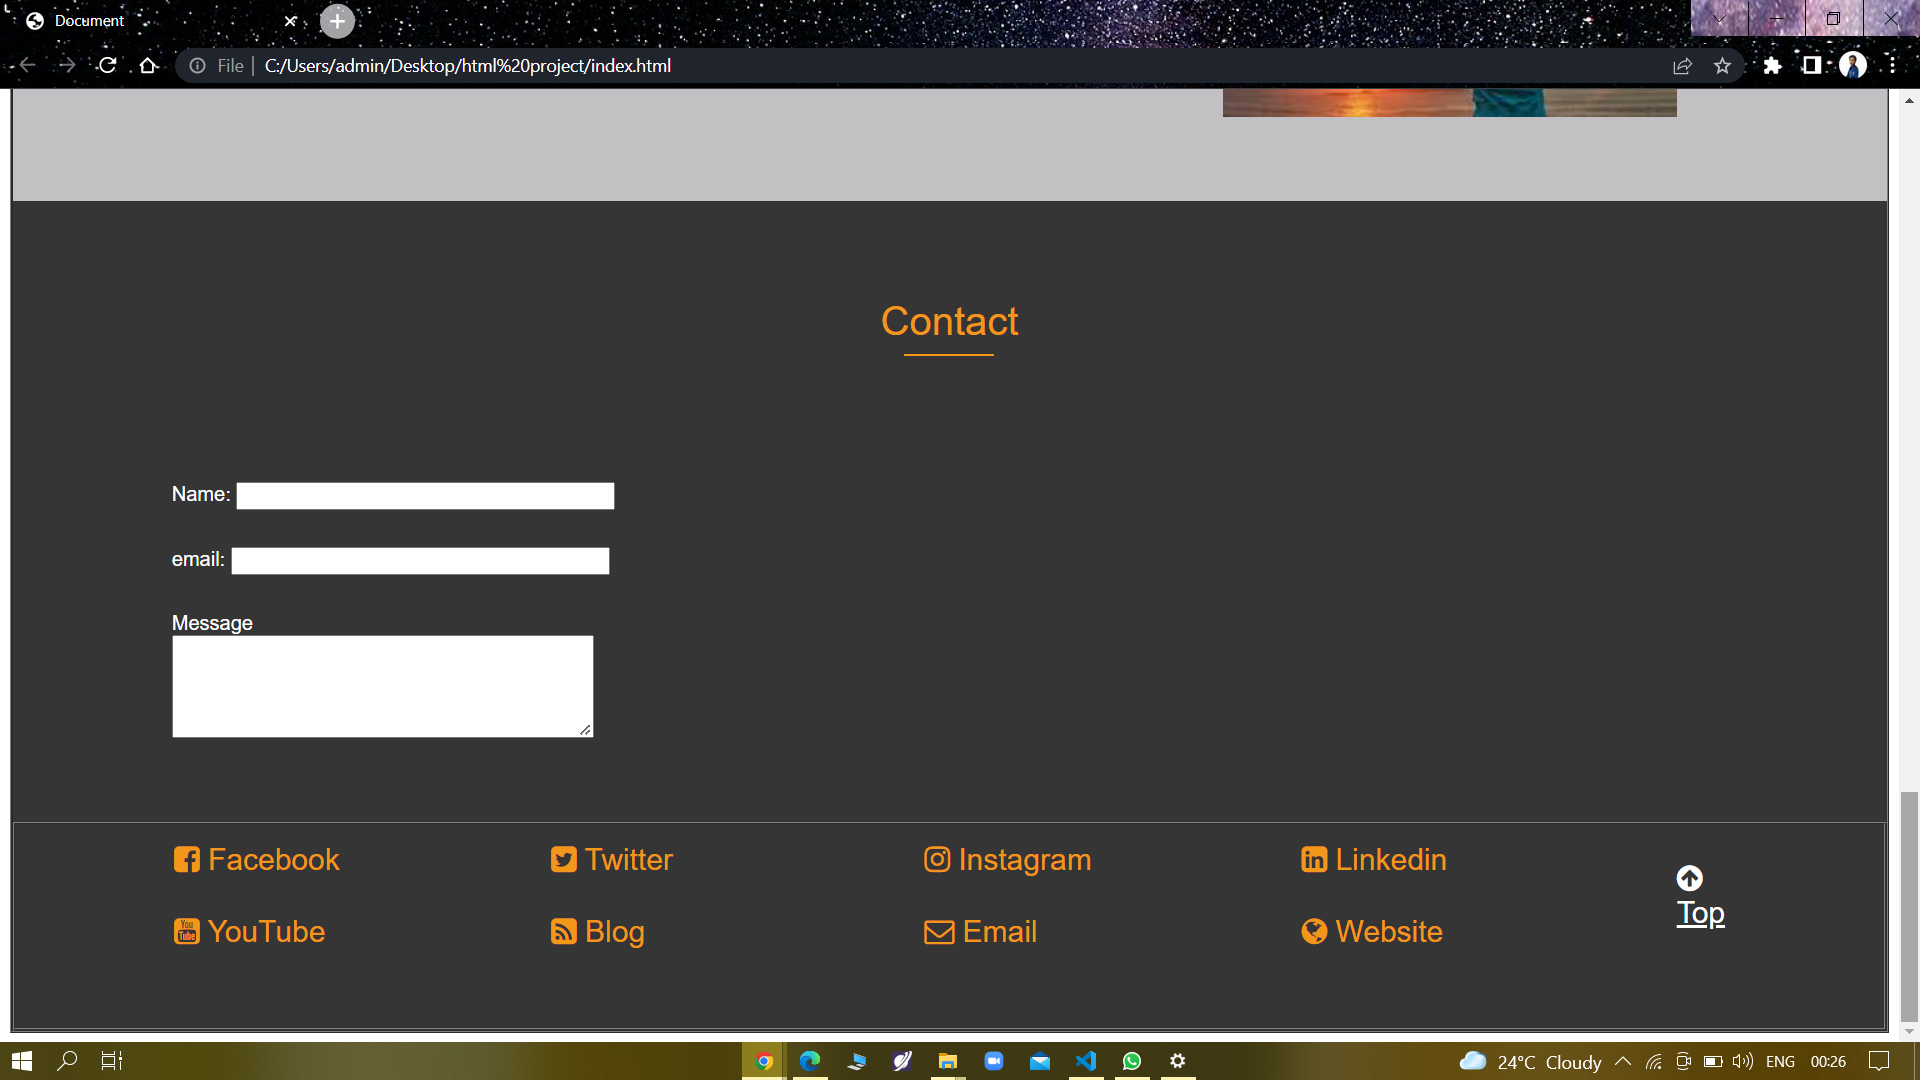 Document
File C:/Users/admin/Desktop/html%20project/index.html
Contact
Name:
email:
Message
Facebook Twitter Instagram Linkedin
Top
YouTube Blog Email Website
24°C Cloudy ENG 00:26